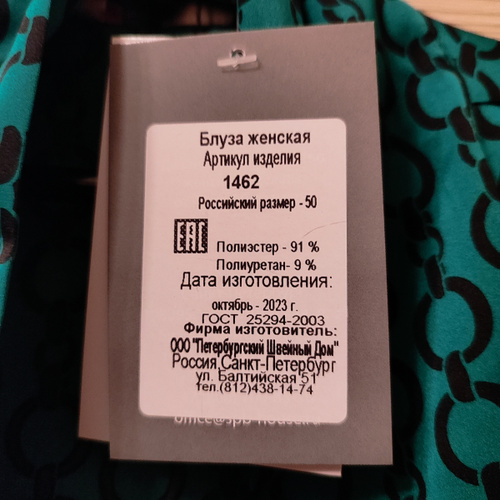 Блуза женская
Артикул изделия
1462
Российский размер - 50
ЕАС
Полиэстер - 91 %
Полиуретан- 9 %
Дата изготовления:
октябрь - 2023 г.
ГОСТ 25294-2003
Фирма изготовитель:
ООО "Петербургский Швейный Дом"
Россия,Санкт-Петербург
ул. Балтийская 51
тел.(812)438-14-74